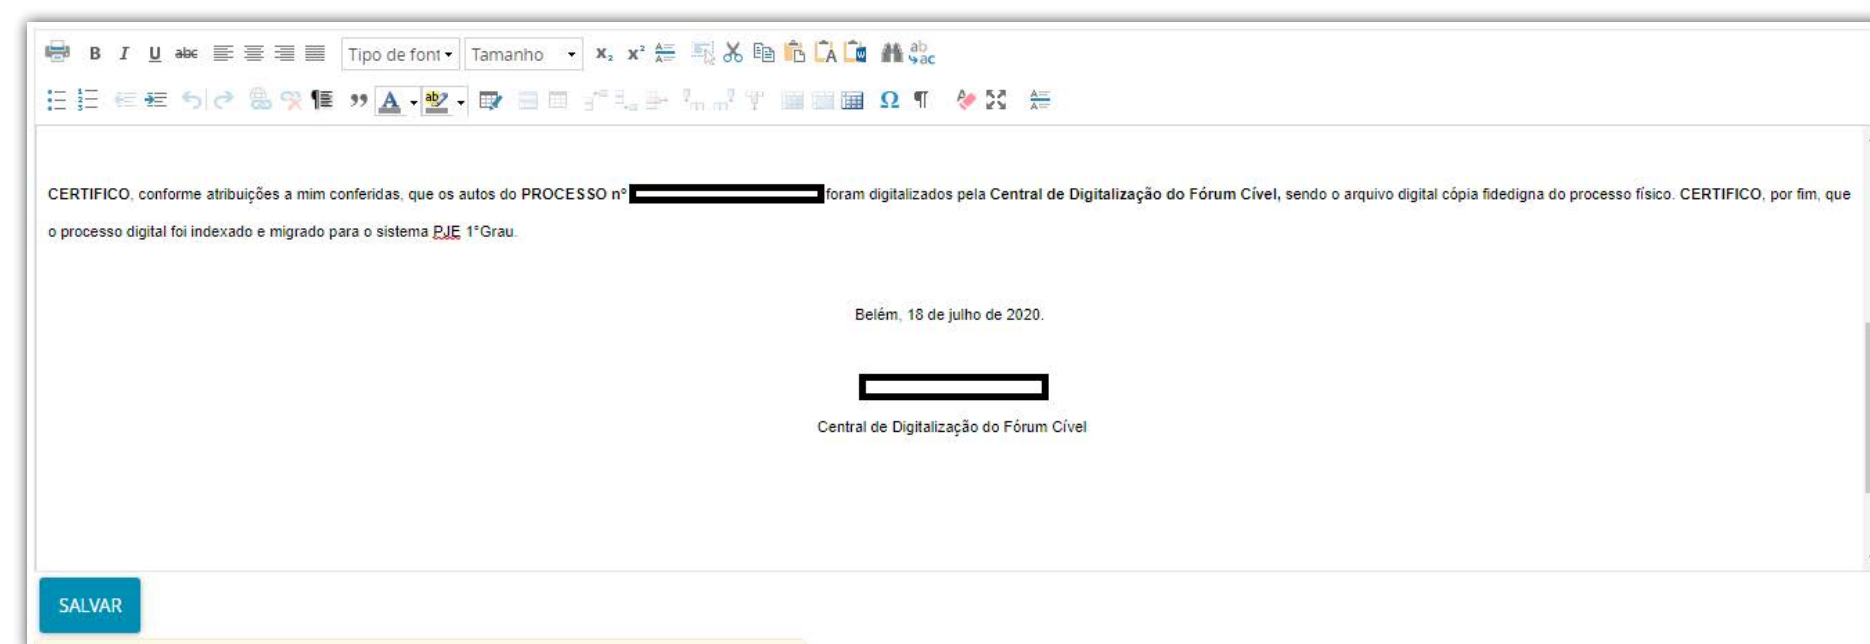 B I U abc Tipo de font Tamanho x₂ x²
Ω ¶
CERTIFICO, conforme atribuições a mim conferidas, que os autos do PROCESSO nº foram digitalizados pela Central de Digitalização do Fórum Cível, sendo o arquivo digital cópia fidedigna do processo físico. CERTIFICO, por fim, que
o processo digital foi indexado e migrado para o sistema PJE 1°Grau.
Belém, 18 de julho de 2020.
Central de Digitalização do Fórum Cível
SALVAR